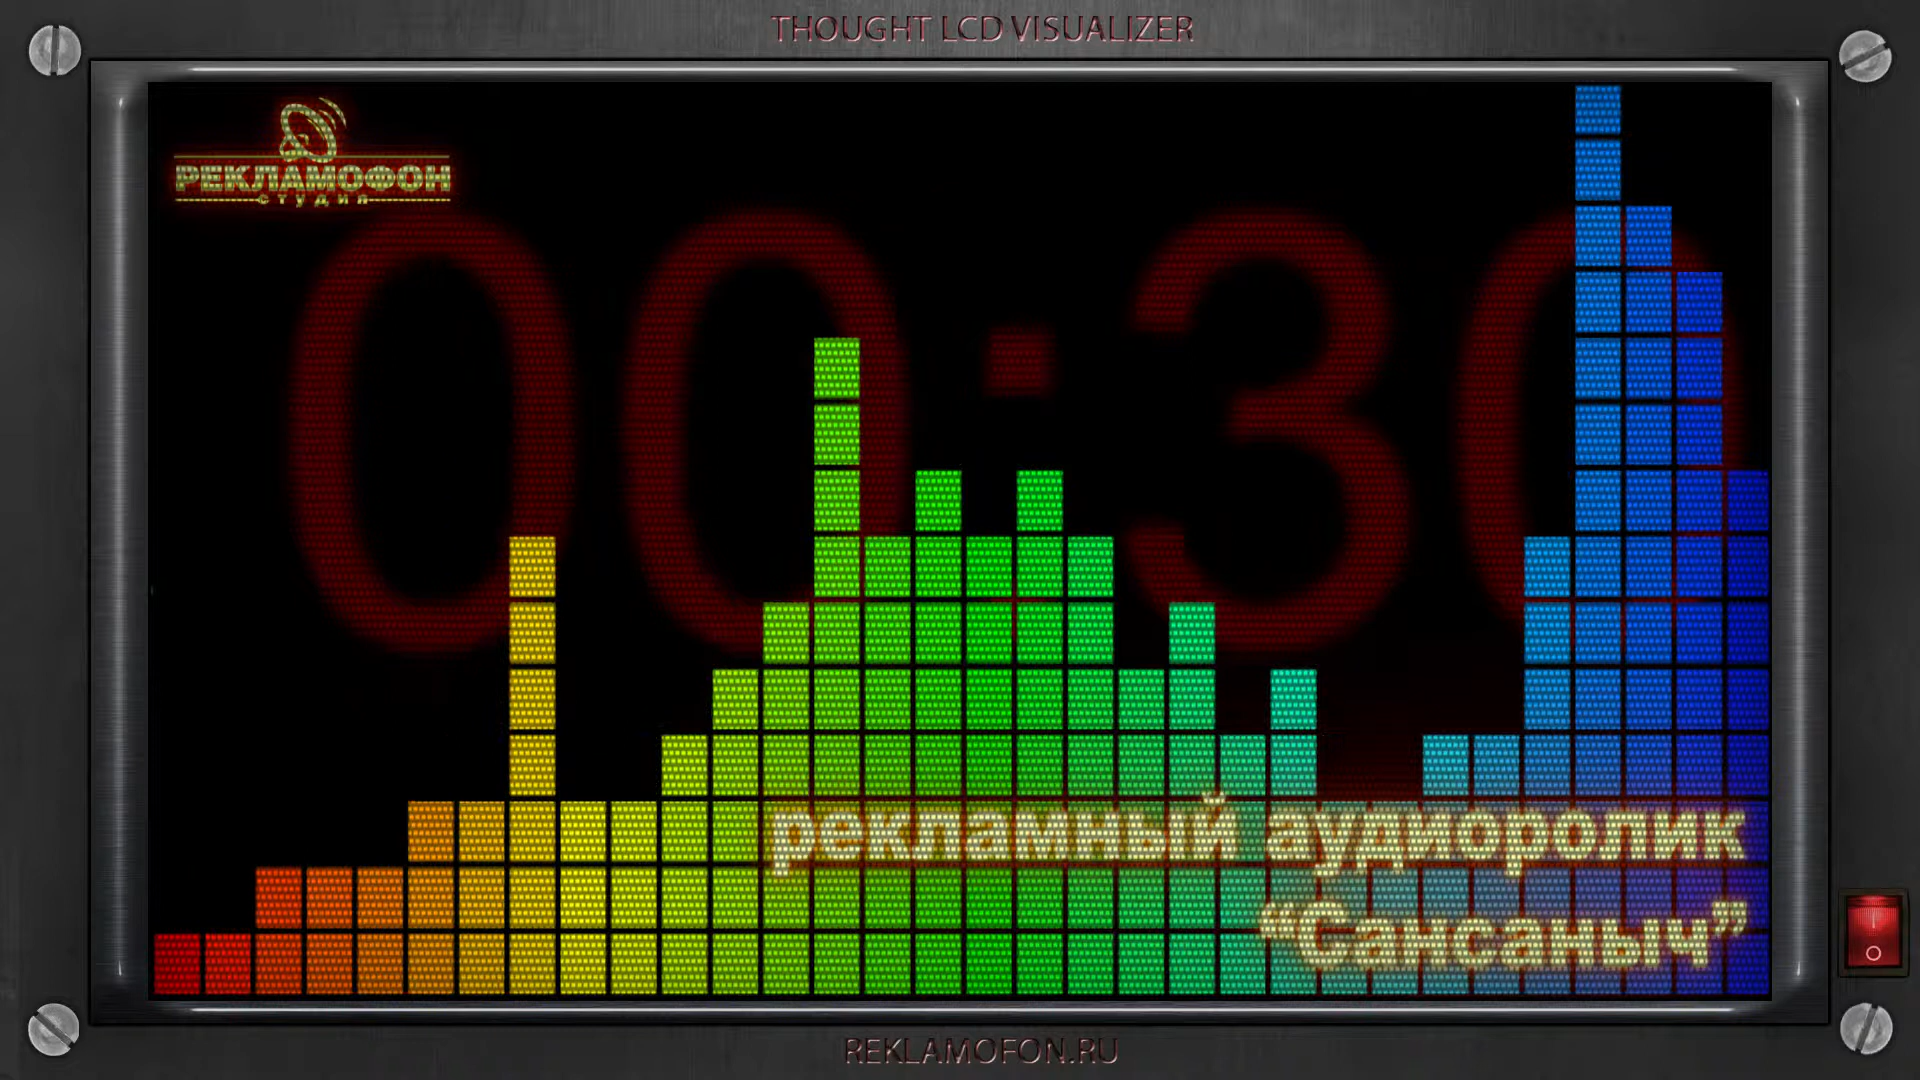 THOUGHT LCD VISUALIZER
РЕКЛАМОФОН
студия
00:30
рекламный аудиоролик
“Сансаныч”
REKLAMOFON.RU